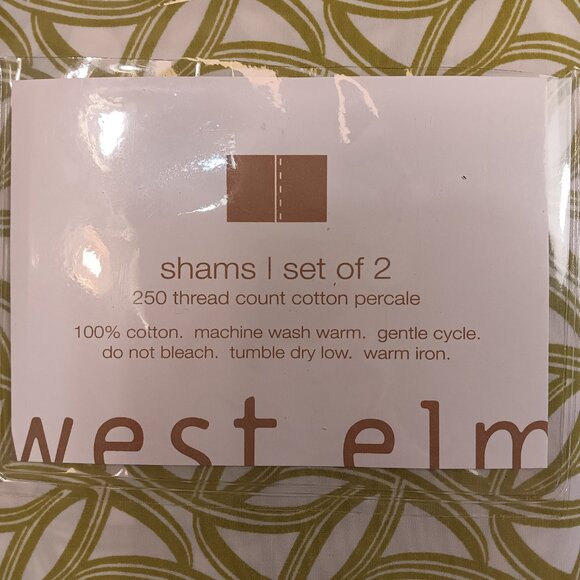 shams | set of 2
250 thread count cotton percale
100% cotton. machine wash warm. gentle cycle.
do not bleach. tumble dry low. warm iron.
west elm